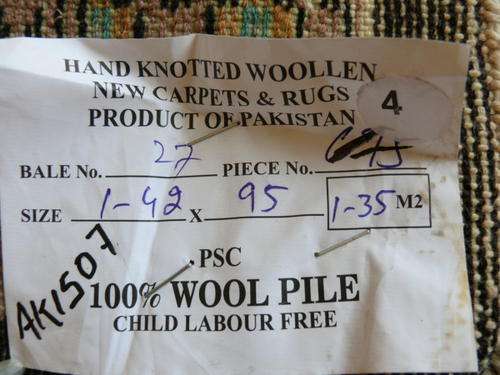 HAND KNOTTED WOOLLEN
NEW CARPETS & RUGS
4
PRODUCT OF PAKISTAN
BALE No. 27 PIECE No. 15
SIZE 1-42 X 95 1-35 M2
PSC
AK1507
100% WOOL PILE
CHILD LABOUR FREE